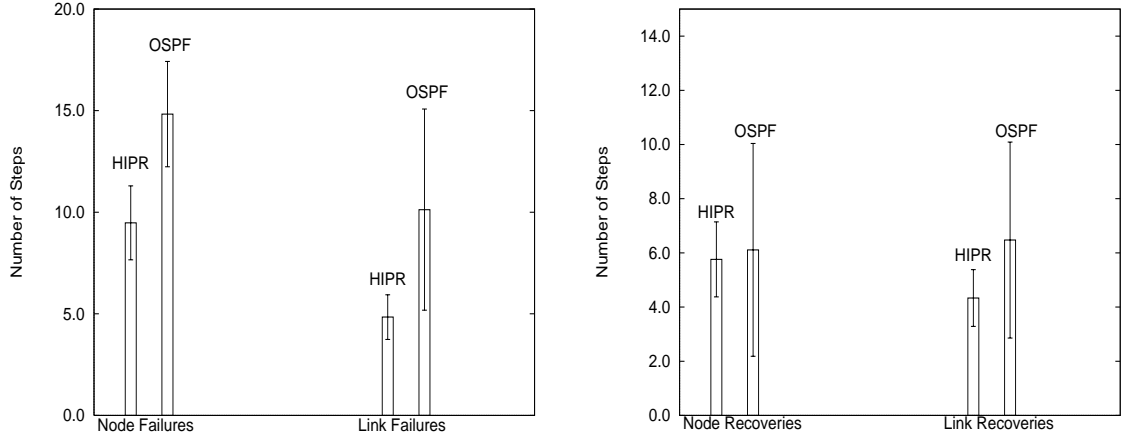 20.0
15.0
10.0
5.0
0.0
Number of Steps
HIPR
OSPF
HIPR
OSPF
Node Failures
Link Failures
14.0
12.0
10.0
8.0
6.0
4.0
2.0
0.0
Number of Steps
HIPR
OSPF
HIPR
OSPF
Node Recoveries
Link Recoveries